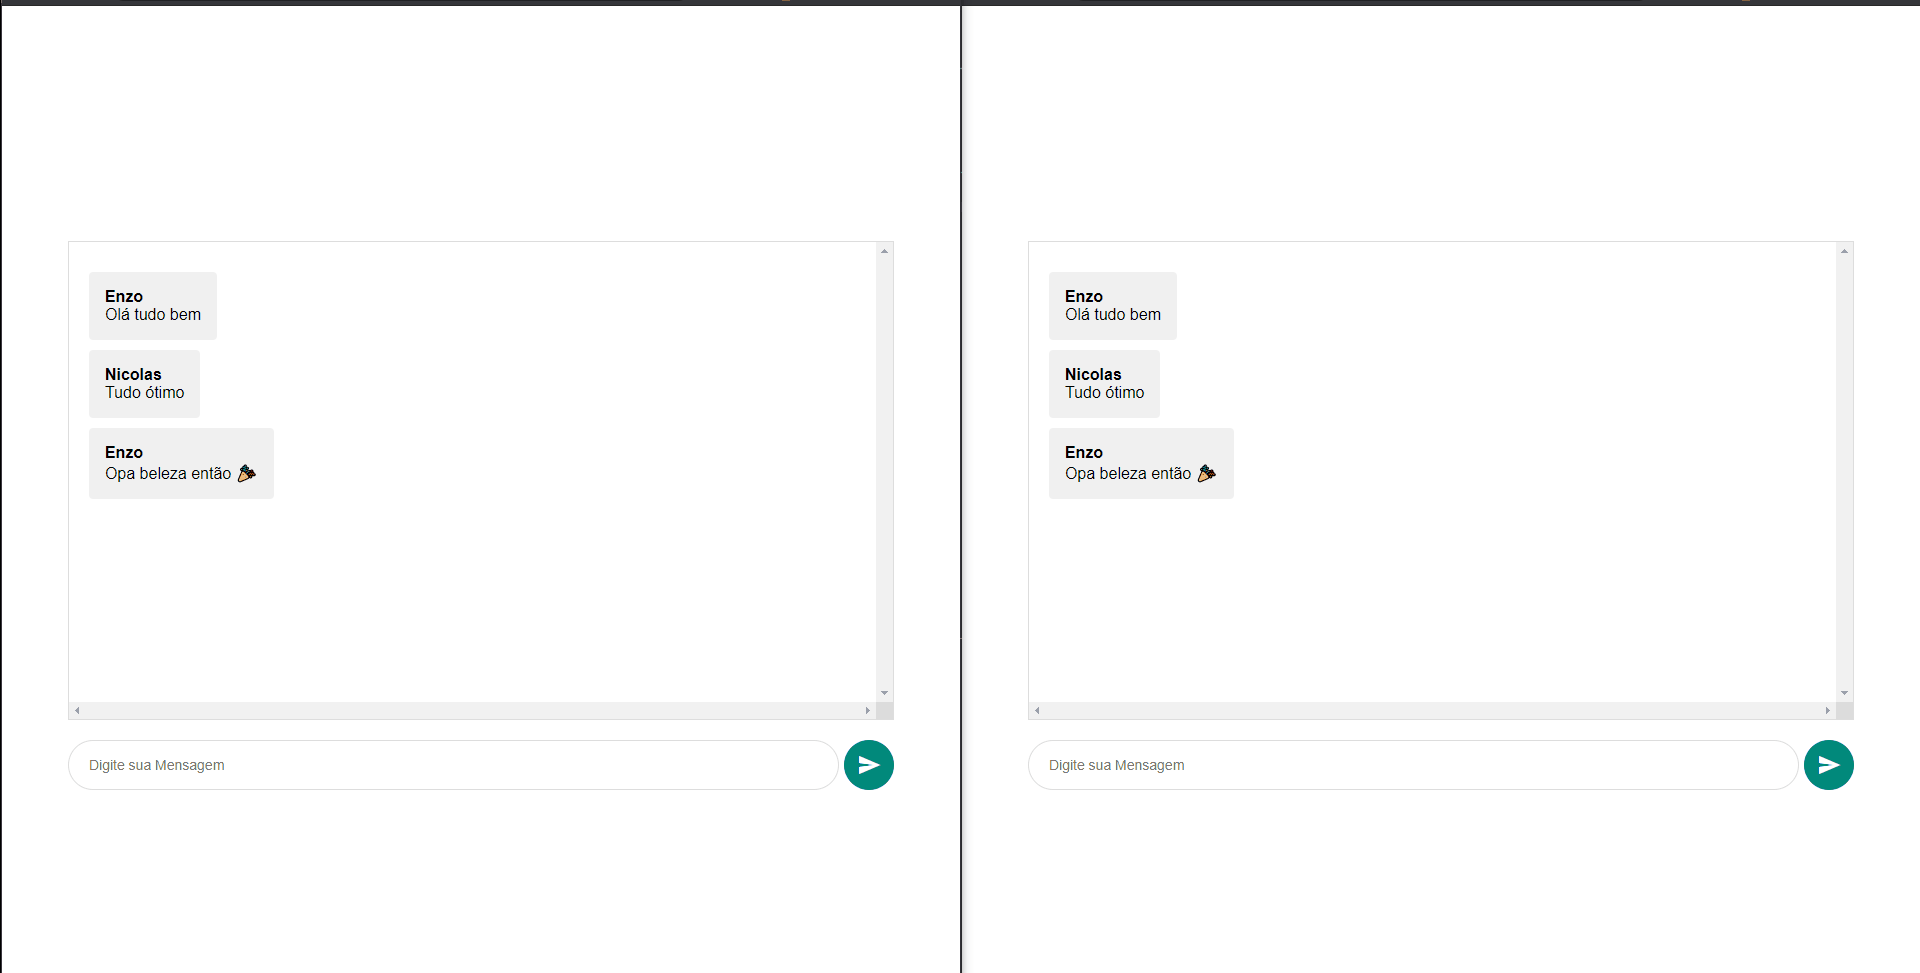 Enzo
Olá tudo bem
Nicolas
Tudo ótimo
Enzo
Opa beleza então 🎉
Digite sua Mensagem
Enzo
Olá tudo bem
Nicolas
Tudo ótimo
Enzo
Opa beleza então 🎉
Digite sua Mensagem